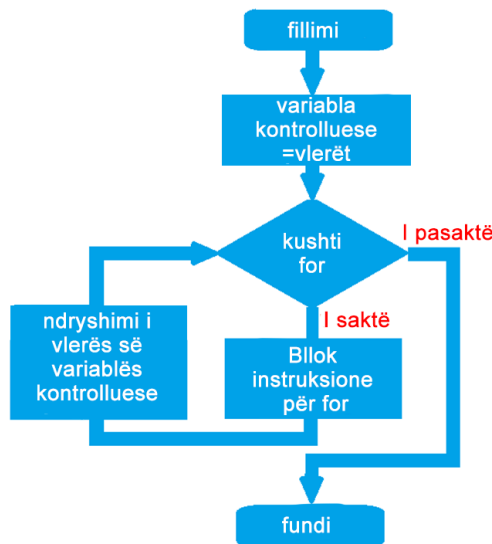 fillimi
variabla
kontrolluese
=vlerët
kushti
for
I pasaktë
I saktë
ndryshimi i
vlerës së
variablës
kontrolluese
Bllok
instruksione
për for
fundi